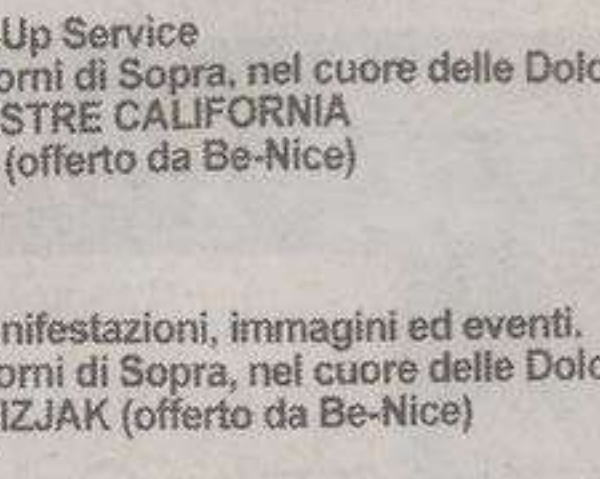 -Up Service
orni di Sopra, nel cuore delle Dolo
STRE CALIFORNIA
(offerto da Be-Nice)
nifestazioni, immagini ed eventi.
orni di Sopra, nel cuore delle Dolo
IZJAK (offerto da Be-Nice)